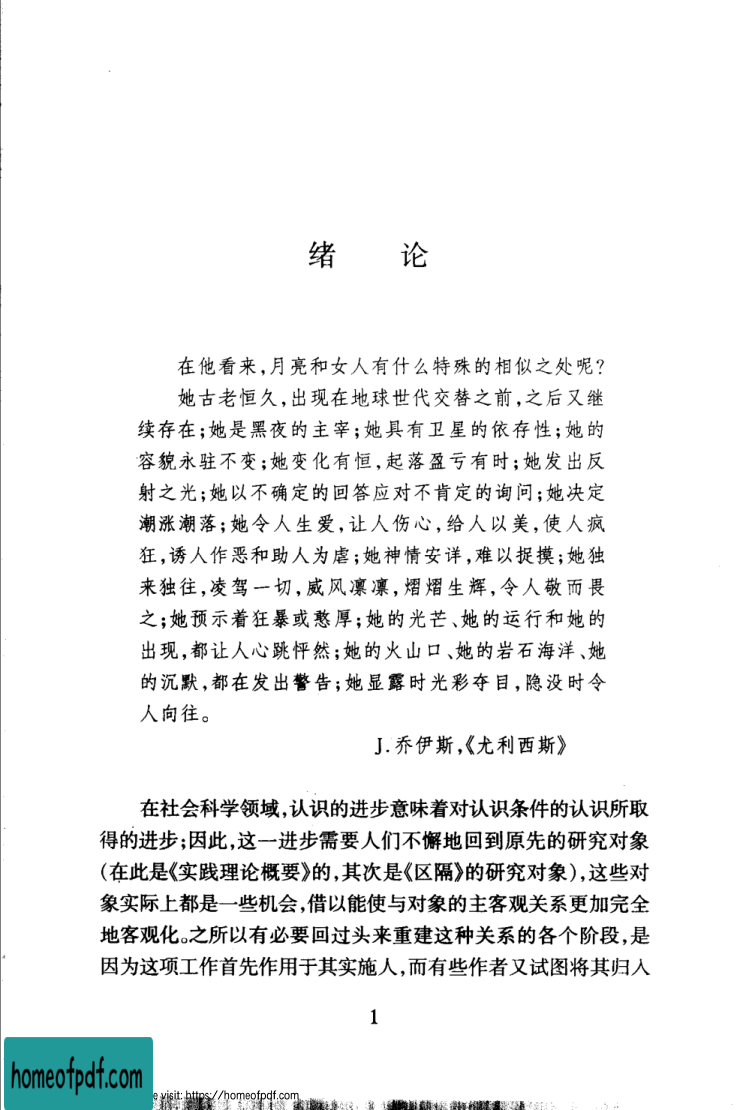 绪 论
在他看来,月亮和女人有什么特殊的相似之处呢?
她古老恒久,出现在地球世代交替之前,之后又继
续存在;她是黑夜的主宰;她具有卫星的依存性;她的
容貌永驻不变;她变化有恒,起落盈亏有时;她发出反
射之光;她以不确定的回答应对不肯定的询问;她决定
潮涨潮落;她令人生爱,让人伤心,给人以美,使人疯
狂,诱人作恶和助人为虐;她神情安详,难以捉摸;她独
来独往,凌驾一切,威风凛凛,熠熠生辉,令人敬而畏
之;她预示着狂暴或憨厚;她的光芒、她的运行和她的
出现,都让人心跳怦然;她的火山口、她的岩石海洋、她
的沉默,都在发出警告;她显露时光彩夺目,隐没时令
人向往。
J.乔伊斯,《尤利西斯》
在社会科学领域,认识的进步意味着对认识条件的认识所取
得的进步;因此,这一进步需要人们不懈地回到原先的研究对象
(在此是《实践理论概要》的,其次是《区隔》的研究对象),这些对
象实际上都是一些机会,借以能使与对象的主客观关系更加完全
地客观化。之所以有必要回过头来重建这种关系的各个阶段,是
因为这项工作首先作用于其实施人,而有些作者又试图将其归入
1
homeofpdf.com
e visit: https://homeofpdf.com